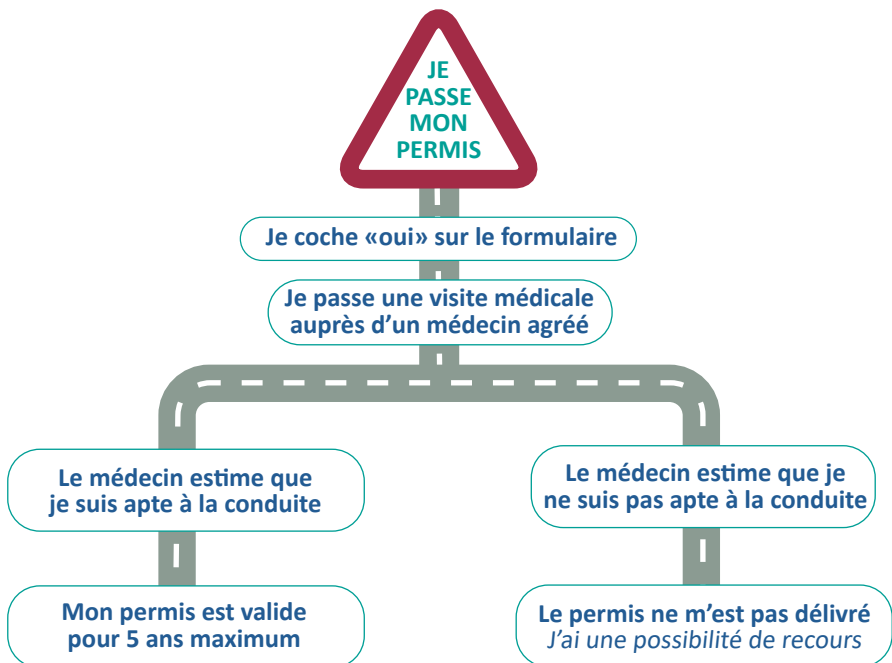 JE
PASSE
MON
PERMIS
Je coche «oui» sur le formulaire
Je passe une visite médicale
auprès d’un médecin agréé
Le médecin estime que
je suis apte à la conduite
Le médecin estime que je
ne suis pas apte à la conduite
Mon permis est valide
pour 5 ans maximum
Le permis ne m’est pas délivré
J’ai une possibilité de recours